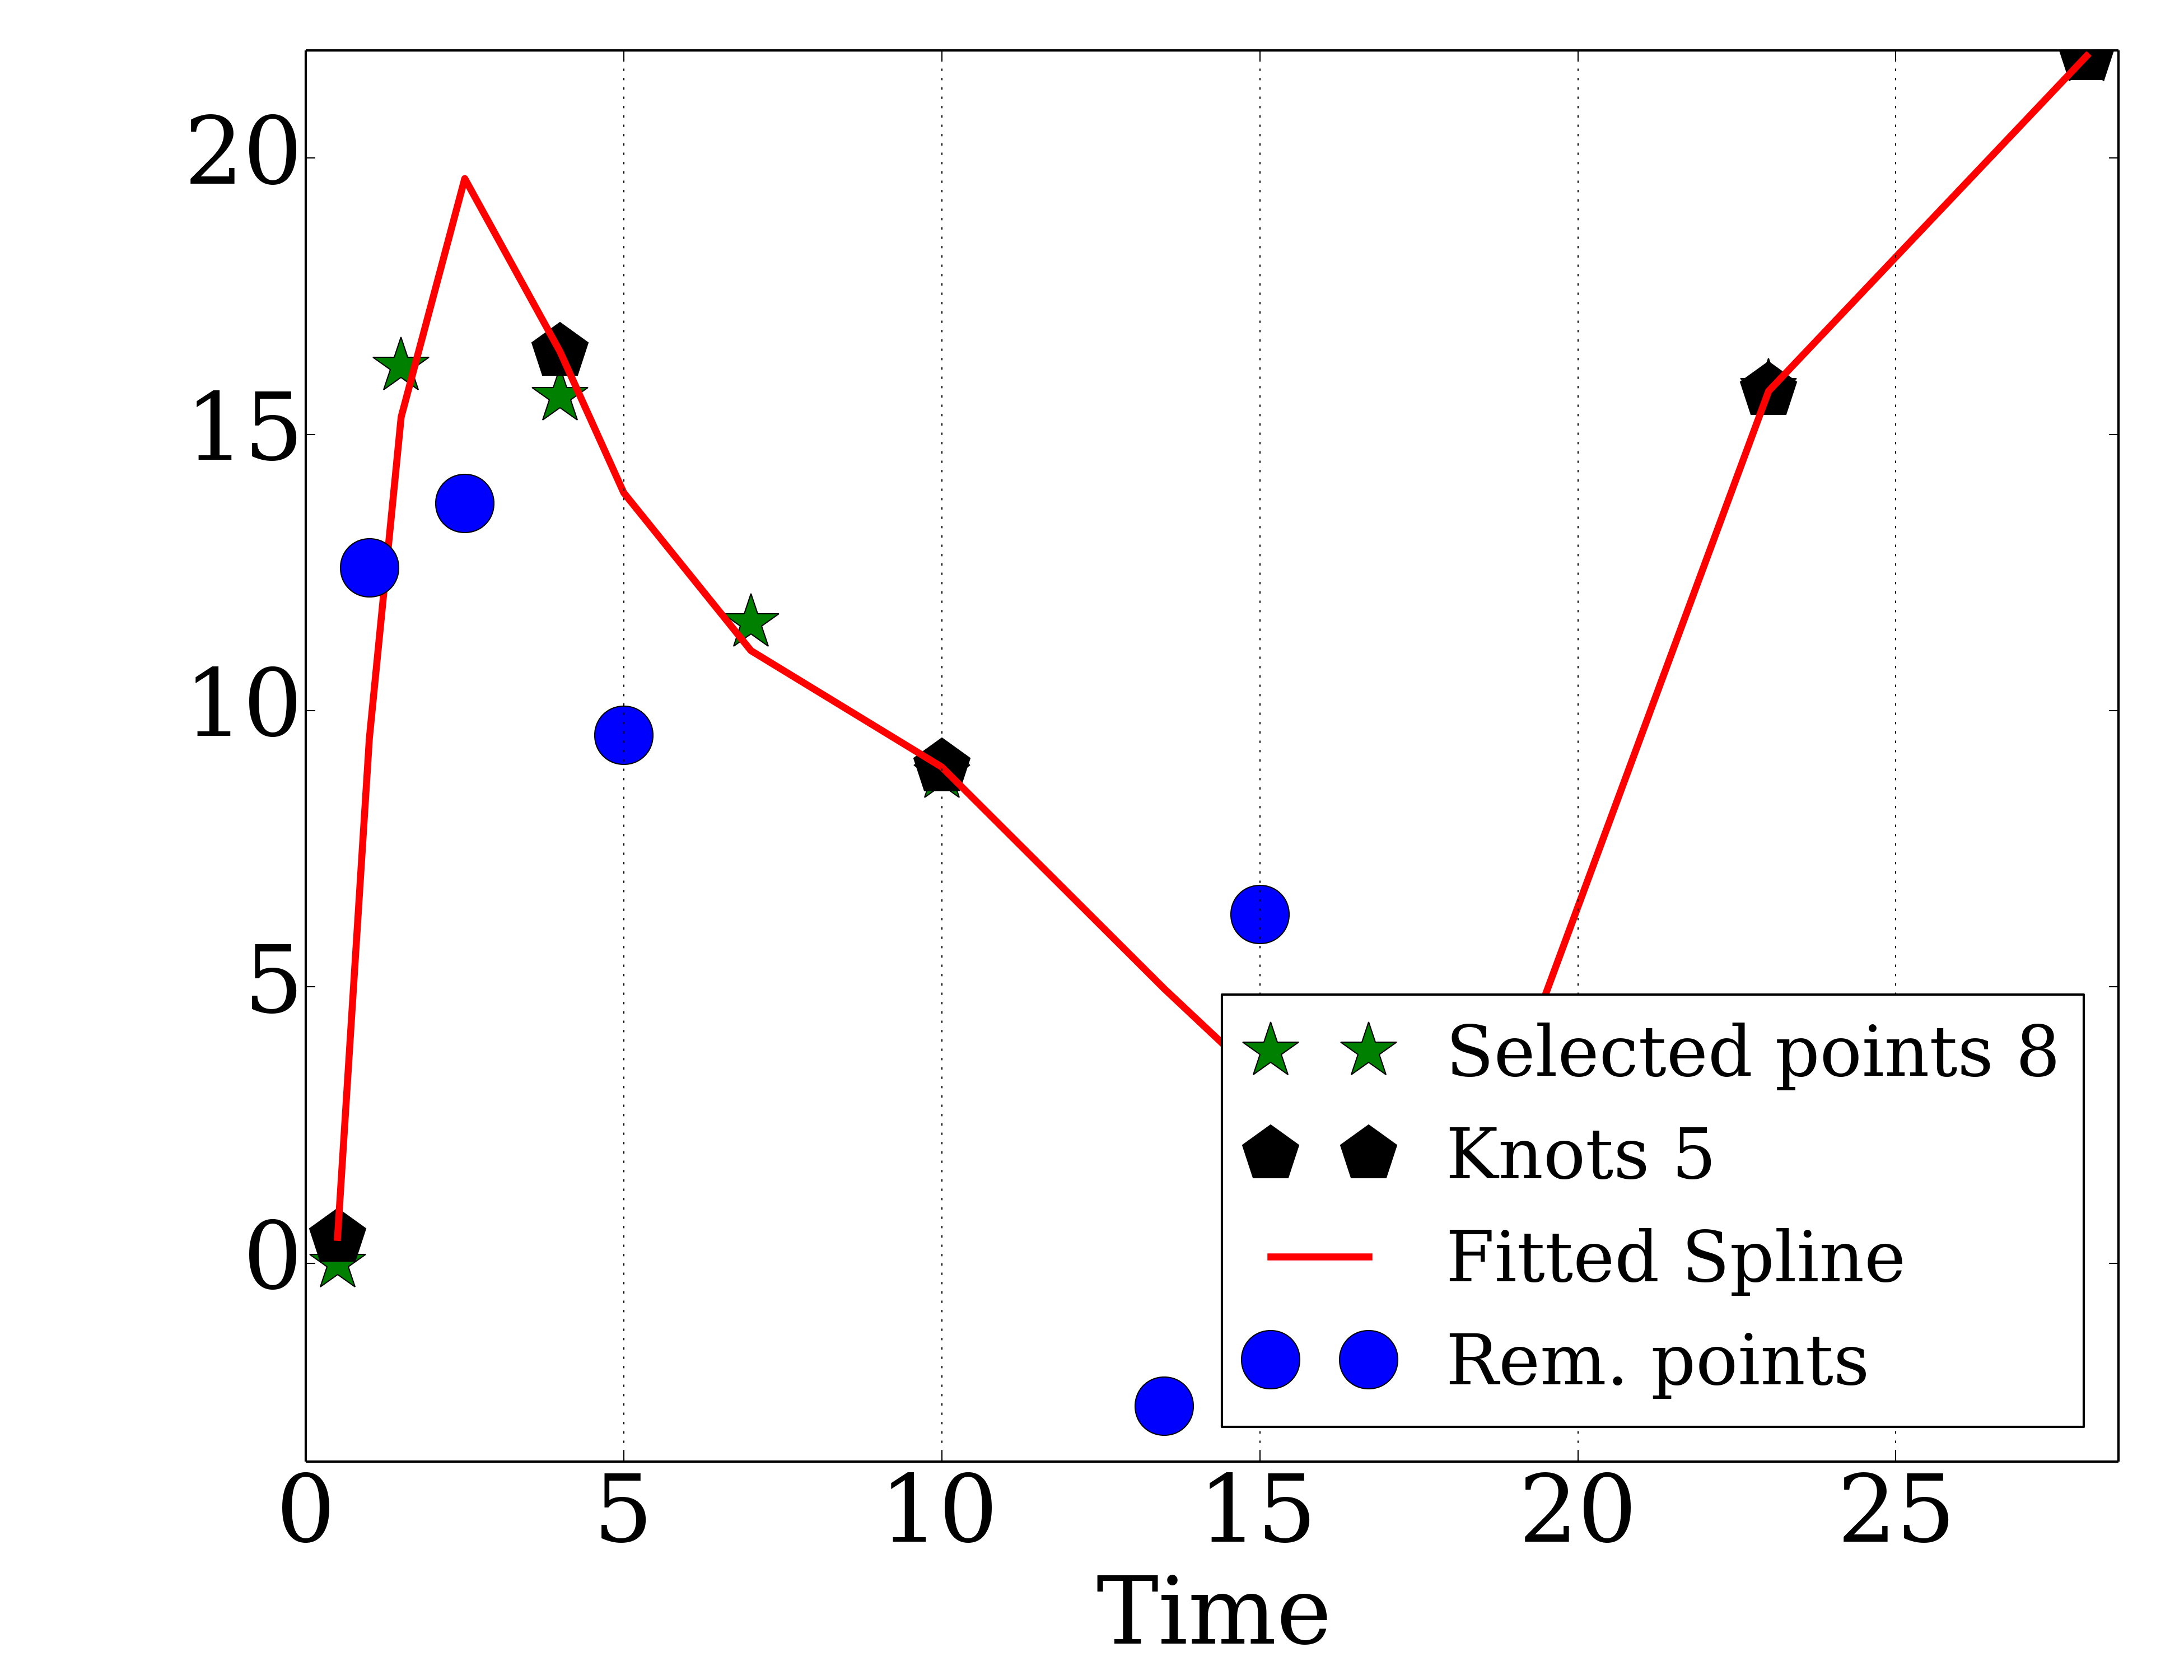 20
15
10
5
0
Selected points 8
Knots 5
Fitted Spline
Rem. points
0 5 10 15 20 25
Time